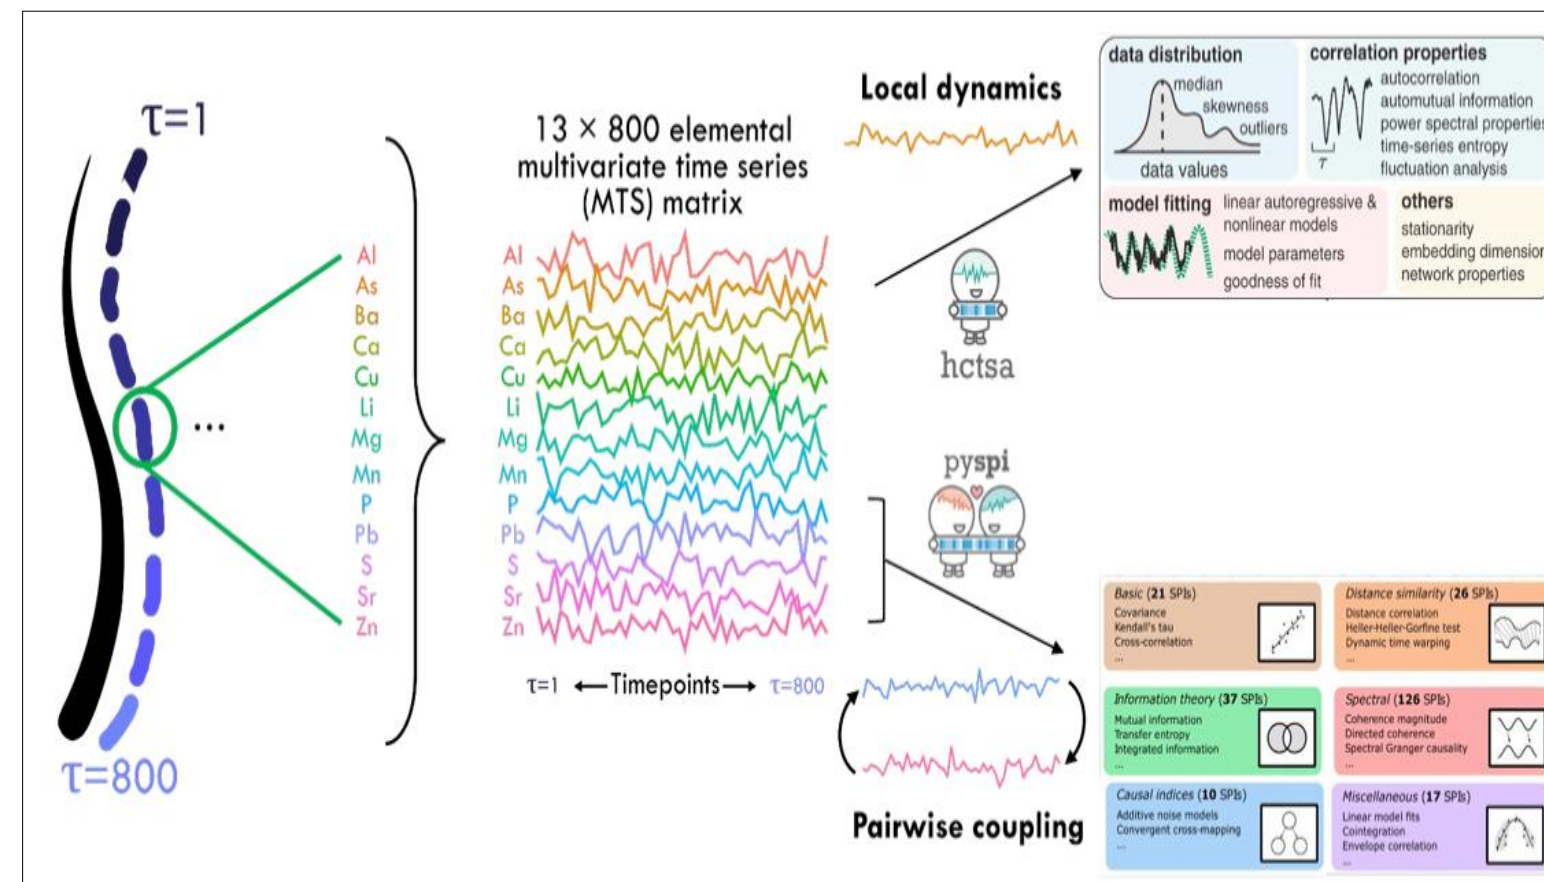 τ=1
...
τ=800
Al
As
Ba
Ca
Cu
Li
Mg
Mn
P
Pb
S
Sr
Zn
13 × 800 elemental
multivariate time series
(MTS) matrix
Al
As
Ba
Ca
Cu
Li
Mg
Mn
P
Pb
S
Sr
Zn
τ=1 ←Timepoints→ τ=800
Local dynamics
hctsa
pyspi
Pairwise coupling
data distribution
median
skewness
outliers
data values
correlation properties
τ
autocorrelation
automutual information
power spectral properties
time-series entropy
fluctuation analysis
model fitting
linear autoregressive &
nonlinear models
model parameters
goodness of fit
others
stationarity
embedding dimension
network properties
Basic (21 SPIs)
Covariance
Kendall's tau
Cross-correlation
...
Distance similarity (26 SPIs)
Distance correlation
Heller-Heller-Gorfine test
Dynamic time warping
...
Information theory (37 SPIs)
Mutual information
Transfer entropy
Integrated information
...
Spectral (126 SPIs)
Coherence magnitude
Directed coherence
Spectral Granger causality
...
Causal indices (10 SPIs)
Additive noise models
Convergent cross-mapping
...
Miscellaneous (17 SPIs)
Linear model fits
Cointegration
Envelope correlation
...